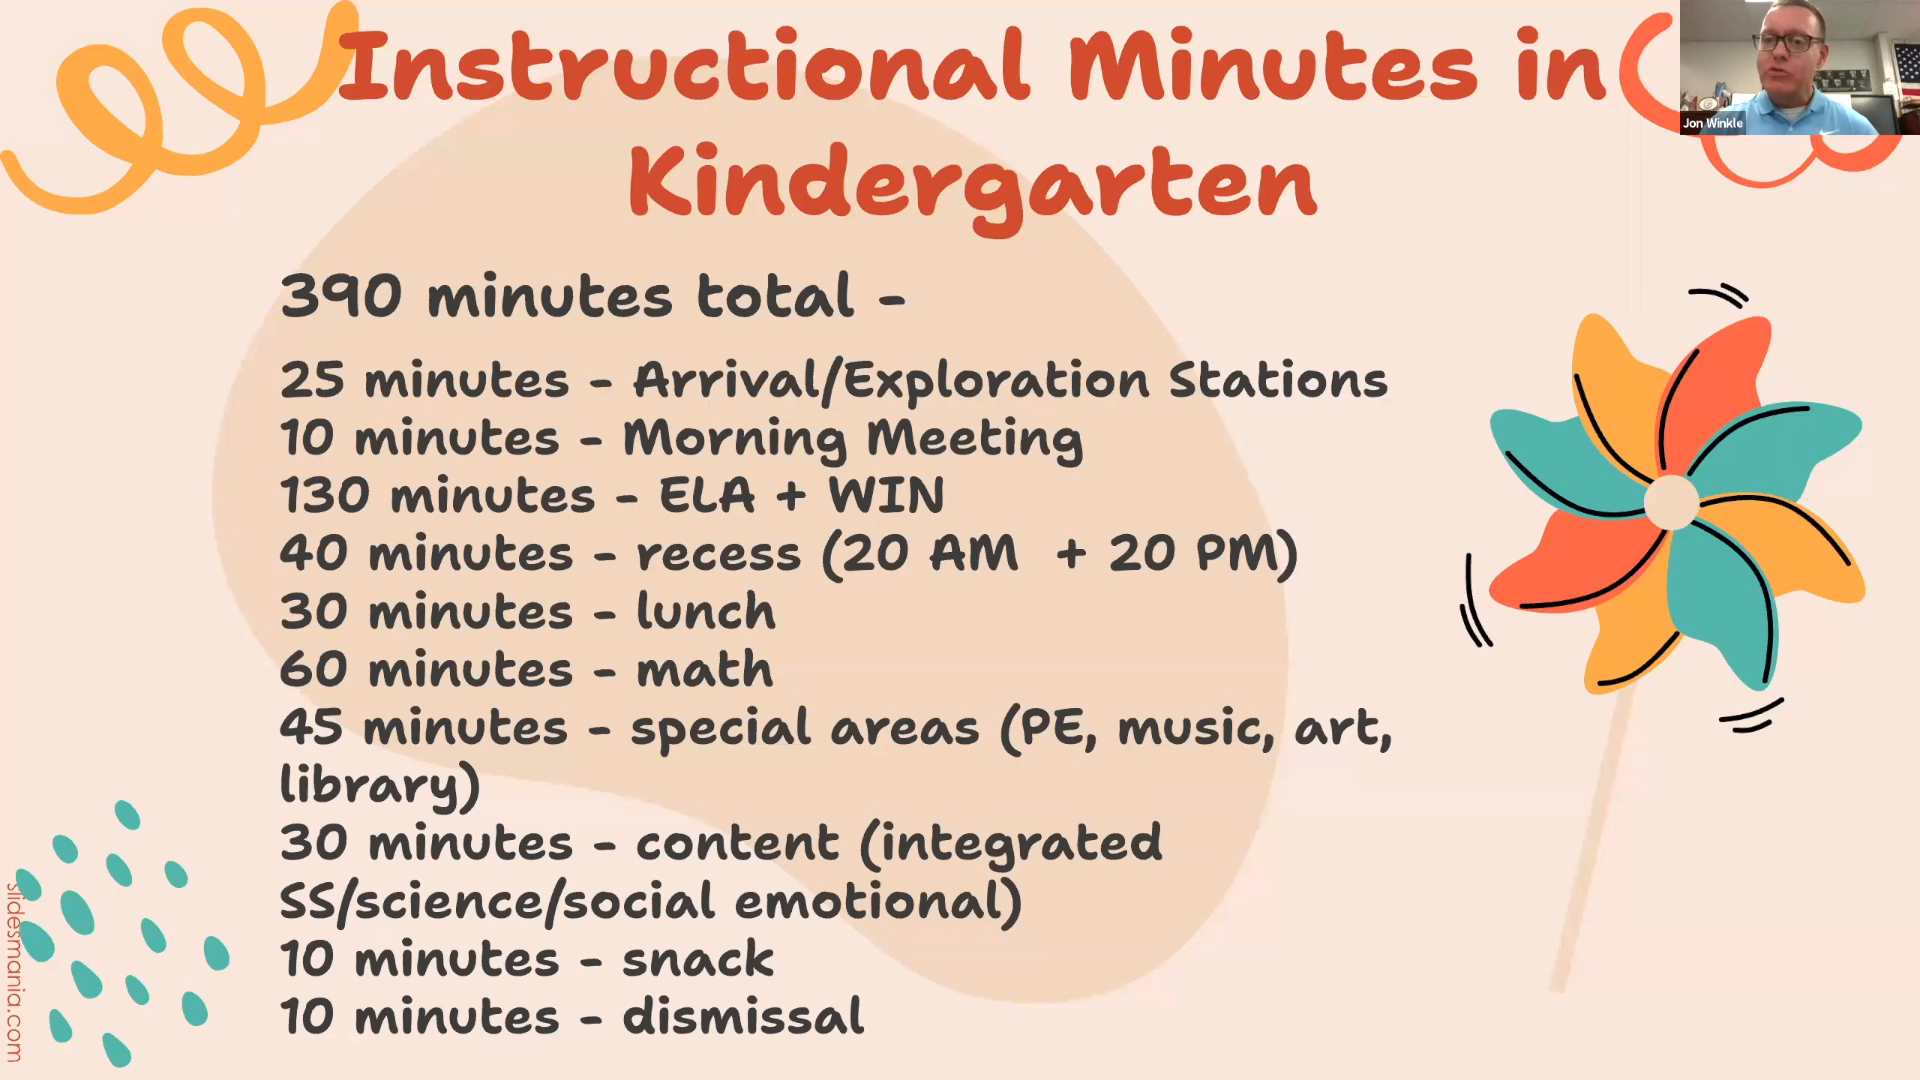 Instructional Minutes in
Kindergarten
Jon Winkle
390 minutes total -
25 minutes - Arrival/Exploration Stations
10 minutes - Morning Meeting
130 minutes - ELA + WIN
40 minutes - recess (20 AM + 20 PM)
30 minutes - lunch
60 minutes - math
45 minutes - special areas (PE, music, art,
library)
30 minutes - content (integrated
SS/science/social emotional)
10 minutes - snack
10 minutes - dismissal
slidesmania.com